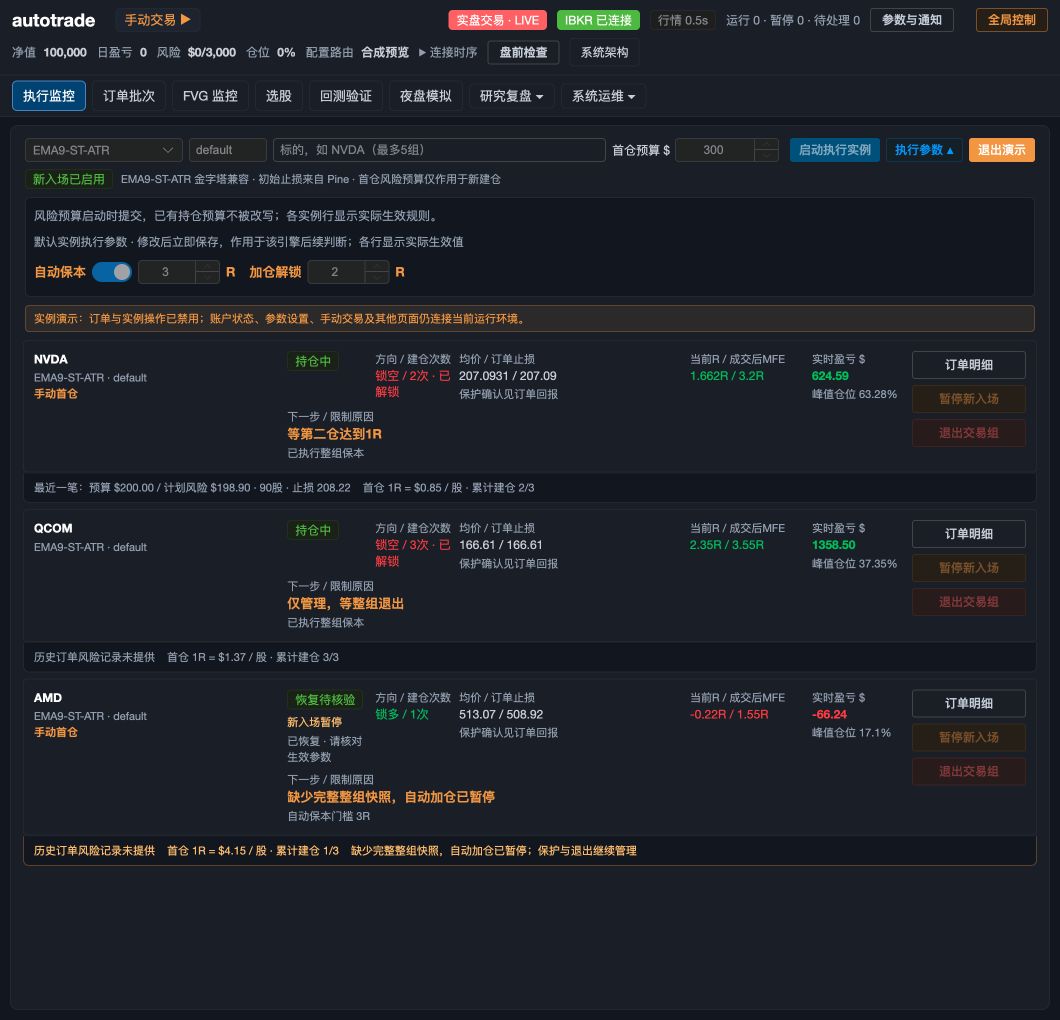 autotrade 手动交易 ▶ 实盘交易 · LIVE IBKR 已连接 行情 0.5s 运行 0 · 暂停 0 · 待处理 0 参数与通知 全局控制
净值 100,000 日盈亏 0 风险 $0/3,000 仓位 0% 配置路由 合成预览 ▶ 连接时序 盘前检查 系统架构
执行监控 订单批次 FVG 监控 选股 回测验证 夜盘模拟 研究复盘 系统运维
EMA9-ST-ATR default 标的，如 NVDA（最多5组） 首仓预算 $ 300 启动执行实例 执行参数 ▲ 退出演示
新入场已启用 EMA9-ST-ATR 金字塔兼容 · 初始止损来自 Pine · 首仓风险预算仅作用于新建仓
风险预算启动时提交，已有持仓预算不被改写；各实例行显示实际生效规则。
默认实例执行参数 · 修改后立即保存，作用于该引擎后续判断；各行显示实际生效值
自动保本 3 R 加仓解锁 2 R
实例演示：订单与实例操作已禁用；账户状态、参数设置、手动交易及其他页面仍连接当前运行环境。
NVDA
EMA9-ST-ATR · default
手动首仓
持仓中
方向 / 建仓次数
锁空 / 2次 · 已
解锁
均价 / 订单止损
207.0931 / 207.09
保护确认见订单回报
当前R / 成交后MFE
1.662R / 3.2R
实时盈亏 $
624.59
峰值仓位 63.28%
订单明细
暂停新入场
退出交易组
下一步 / 限制原因
等第二仓达到1R
已执行整组保本
最近一笔：预算 $200.00 / 计划风险 $198.90 · 90股 · 止损 208.22 首仓 1R = $0.85 / 股 · 累计建仓 2/3
QCOM
EMA9-ST-ATR · default
持仓中
方向 / 建仓次数
锁空 / 3次 · 已
解锁
均价 / 订单止损
166.61 / 166.61
保护确认见订单回报
当前R / 成交后MFE
2.35R / 3.55R
实时盈亏 $
1358.50
峰值仓位 37.35%
订单明细
暂停新入场
退出交易组
下一步 / 限制原因
仅管理，等整组退出
已执行整组保本
历史订单风险记录未提供 首仓 1R = $1.37 / 股 · 累计建仓 3/3
AMD
EMA9-ST-ATR · default
手动首仓
恢复待核验
新入场暂停
已恢复 · 请核对
生效参数
方向 / 建仓次数
锁多 / 1次
均价 / 订单止损
513.07 / 508.92
保护确认见订单回报
当前R / 成交后MFE
-0.22R / 1.55R
实时盈亏 $
-66.24
峰值仓位 17.1%
订单明细
暂停新入场
退出交易组
下一步 / 限制原因
缺少完整整组快照，自动加仓已暂停
自动保本门槛 3R
历史订单风险记录未提供 首仓 1R = $4.15 / 股 · 累计建仓 1/3 缺少完整整组快照，自动加仓已暂停；保护与退出继续管理